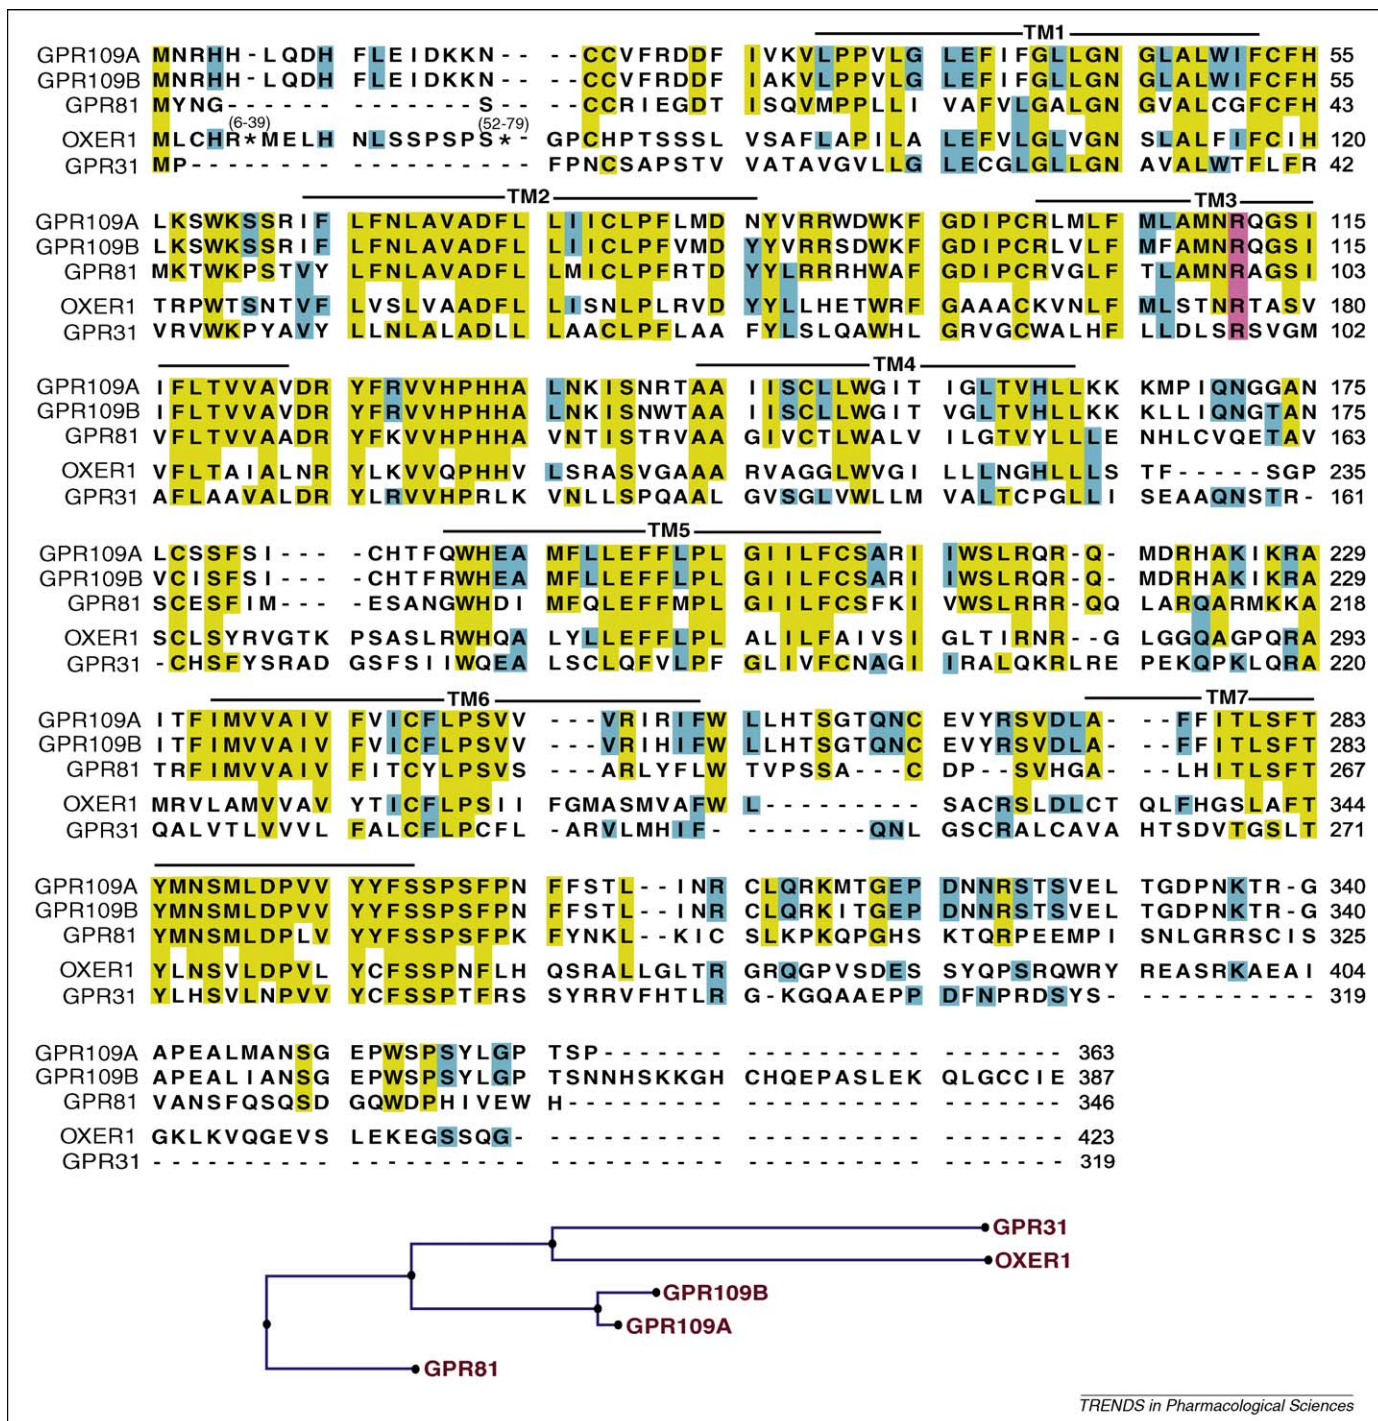 TM1
GPR109A MNRHH-LQDH FLEIDKKN-- --CCVFRDDF IVKVLPPVLG LEFIFGLLGN GLALWIFCFH 55
GPR109B MNRHH-LQDH FLEIDKKN-- --CCVFRDDF IAKVLPPVLG LEFIFGLLGN GLALWIFCFH 55
GPR81 MYNG------ --------S-- --CCRIEGDT ISQVMPPLLI VAFVLGALGN GVALCGFCFH 43
(6-39) (52-79)
OXER1 MLCHR*MELH NLSSPSPS*- GPCHPTSSSL VSAFLAPILA LEFVLGLVGN SLALFIFCIH 120
GPR31 MP-------- ---------- FPNCSAPSTV VATAVGVLLG LECGLGLLGN AVALWTFLFR 42
TM2 TM3
GPR109A LKSWKSSRIF LFNLAVADFL LIICLPFLMD NYVRRWDWKF GDIPCRLMLF MLAMNRQGSI 115
GPR109B LKSWKSSRIF LFNLAVADFL LIICLPFVMD YYVRRSDWKF GDIPCRLVLF MFAMNRQGSI 115
GPR81 MKTWKPSTVY LFNLAVADFL LMICLPFRTD YYLRRRHWAF GDIPCRVGLF TLAMNRAGSI 103
OXER1 TRPWTSNTVF LVSLVAADFL LISNLPLRVD YYLLHETWRF GAAACKVNLF MLSTNRTASV 180
GPR31 VRVWKPYAVY LLNLALADLL LAACLPFLAA FYLSLQAWHL GRVGCWALHF LLDLSRSVGM 102
TM4
GPR109A IFLTVVAVDR YFRVVHPHHA LNKISNRTAA IISCLLWGIT IGLTVHLLKK KMPIQNGGAN 175
GPR109B IFLTVVAVDR YFRVVHPHHA LNKISNWTAA IISCLLWGIT VGLTVHLLKK KLLIQNGTAN 175
GPR81 VFLTVVAADR YFKVVHPHHA VNTISTRVAA GIVCTLWALV ILGTVYLLLE NHLCVQETAV 163
OXER1 VFLTAIALNR YLKVVQPHHV LSRASVGAAA RVAGGLWVGI LLLNGHLLLS TF-----SGP 235
GPR31 AFLAAVALDR YLRVVHPRLK VNLLSPQAAL GVSGLVWLLM VALTCPGLLI SEAAQNSTR- 161
TM5
GPR109A LCSSFSI--- -CHTFQWHEA MFLLEFFLPL GIILFCSARI IWSLRQR-Q- MDRHAKIKRA 229
GPR109B VCISFSI--- -CHTFRWHEA MFLLEFFLPL GIILFCSARI IWSLRQR-Q- MDRHAKIKRA 229
GPR81 SCESFIM--- -ESANGWHDI MFQLEFFMPL GIILFCSFKI VWSLRRR-QQ LARQARMKKA 218
OXER1 SCLSYRVGTK PSASLRWHQA LYLLEFFLPL ALILFAIVSI GLTIRNR--G LGGQAGPQRA 293
GPR31 -CHSFYSRAD GSFSIIWQEA LSCLQFVLPF GLIVFCNAGI IRALQKRLRE PEKQPKLQRA 220
TM6 TM7
GPR109A ITFIMVVAIV FVICFLPSVV ---VRIRIFW LLHTSGTQNC EVYRSVDLA- --FFITLSFT 283
GPR109B ITFIMVVAIV FVICFLPSVV ---VRIHIFW LLHTSGTQNC EVYRSVDLA- --FFITLSFT 283
GPR81 TRFIMVVAIV FITCYLPSVS ---ARLYFLW TVPSSA---C DP--SVHGA- --LHITLSFT 267
OXER1 MRVLAMVVAV YTICFLPSII FGMASMVAFW L--------- SACRSLDLCT QLFHGSLAFT 344
GPR31 QALVTLVVVL FALCFLPCFL -ARVLMHIF- -------QNL GSCRALCAVA HTSDVTGSLT 271
GPR109A YMNSMLDPVV YYFSSPSFPN FFSTL--INR CLQRKMTGEP DNNRSTSVEL TGDPNKTR-G 340
GPR109B YMNSMLDPVV YYFSSPSFPN FFSTL--INR CLQRKITGEP DNNRSTSVEL TGDPNKTR-G 340
GPR81 YMNSMLDPLV YYFSSPSFPK FYNKL--KIC SLKPKQPGHS KTQRPEEMPI SNLGRRSCIS 325
OXER1 YLNSVLDPVL YCFSSPNFLH QSRALLGLTR GRQGPVSDES SYQPSRQWRY REASRKAEAI 404
GPR31 YLHSVLNPVV YCFSSPTFRS SYRRVFHTLR G-KGQAAEPP DFNPRDSYS- ---------- 319
GPR109A APEALMANSG EPWSPSYLGP TSP------- ---------- ------- 363
GPR109B APEALIANSG EPWSPSYLGP TSNNHSKKGH CHQEPASLEK QLGCCIE 387
GPR81 VANSFQSQSD GQWDPHIVEW H--------- ---------- ------- 346
OXER1 GKLKVQGEVS LEKEGSSQG- ---------- ---------- ------- 423
GPR31 ---------- ---------- ---------- ---------- ------- 319
GPR31
OXER1
GPR109B
GPR109A
GPR81
TRENDS in Pharmacological Sciences